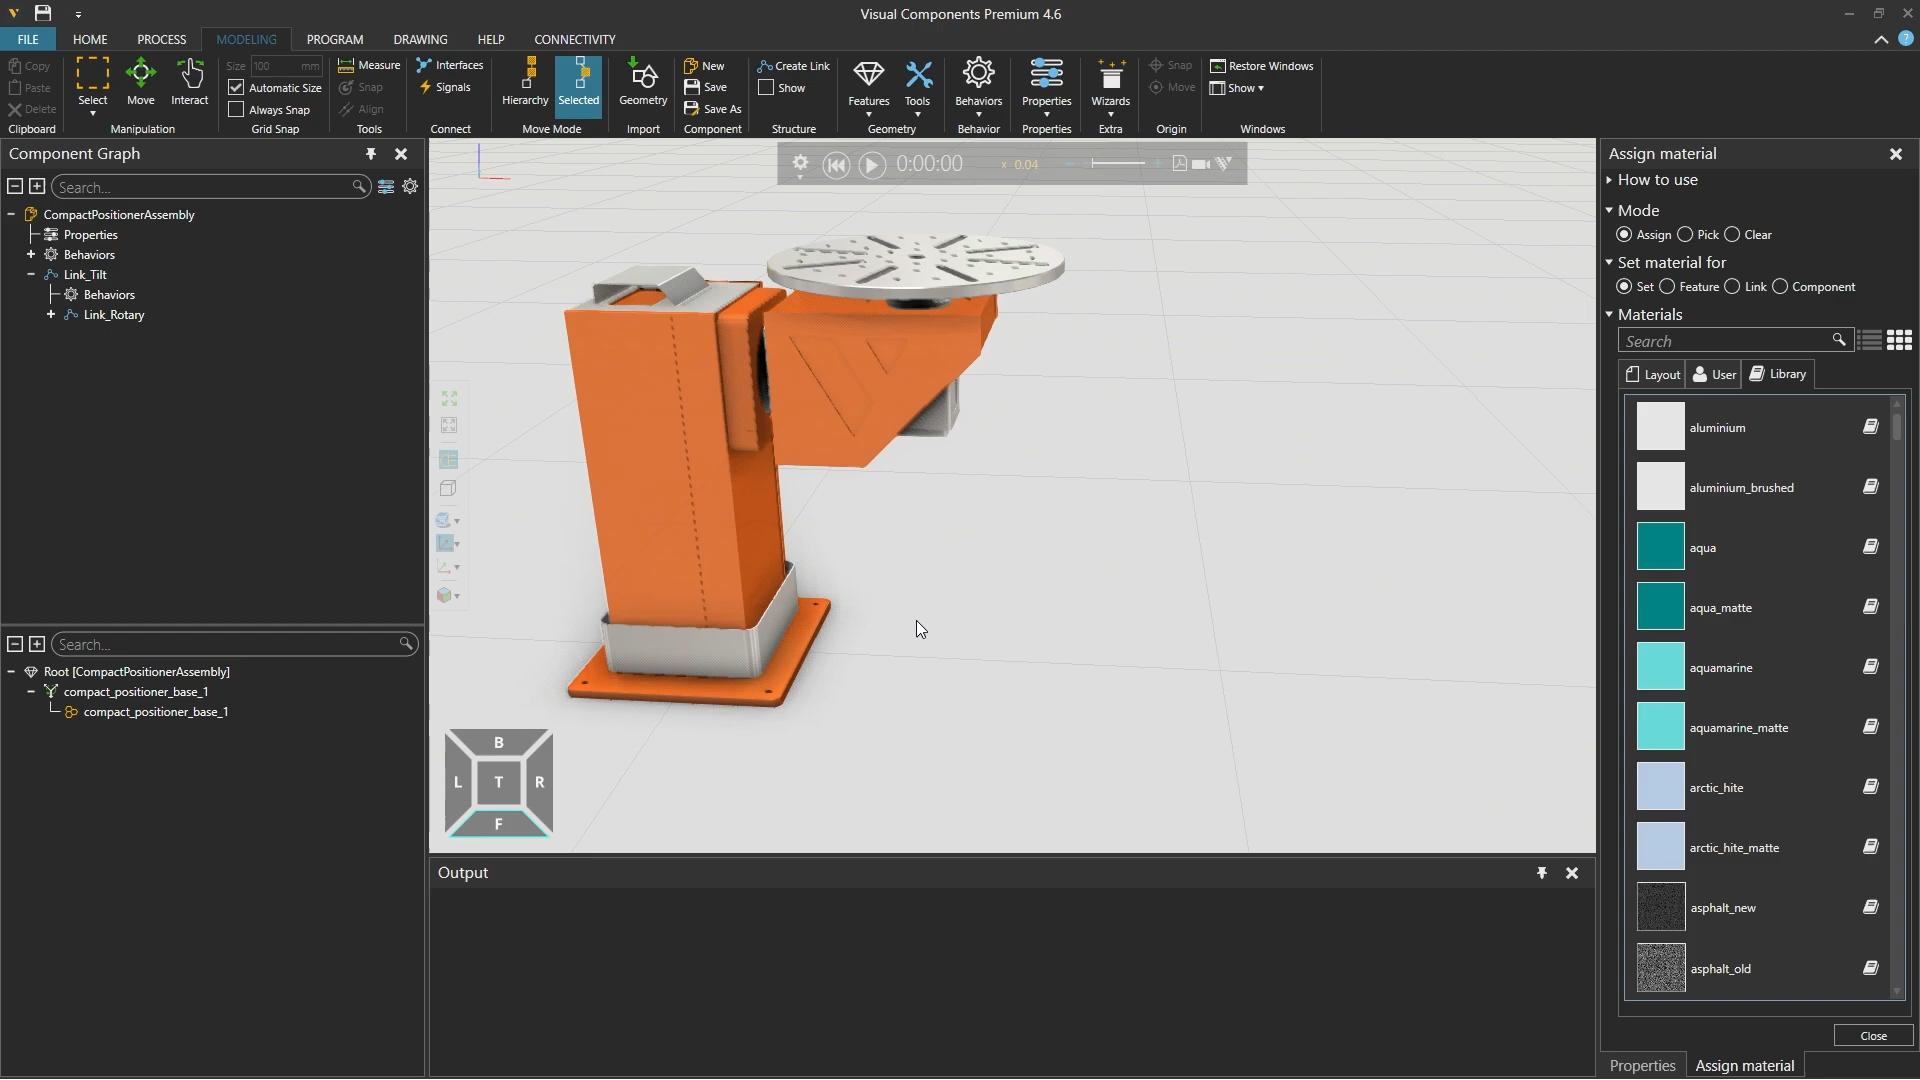 Visual Components Premium 4.6
FILE HOME PROCESS MODELING PROGRAM DRAWING HELP CONNECTIVITY
Copy
Paste
Delete
Clipboard
Select
Move
Interact
Manipulation
Size 100 mm
Automatic Size
Always Snap
Grid Snap
Measure
Snap
Align
Tools
Interfaces
Signals
Connect
Hierarchy
Selected
Move Mode
Geometry
Import
New
Save
Save As
Component
Create Link
Show
Structure
Features
Tools
Geometry
Behaviors
Behavior
Properties
Properties
Wizards
Extra
Snap
Move
Origin
Restore Windows
Show
Windows
Component Graph
Search...
CompactPositionerAssembly
Properties
Behaviors
Link_Tilt
Behaviors
Link_Rotary
Search...
Root [CompactPositionerAssembly]
compact_positioner_base_1
compact_positioner_base_1
0:00:00 x 0.04
B
L T R
F
Output
Assign material
How to use
Mode
Assign Pick Clear
Set material for
Set Feature Link Component
Materials
Search
Layout User Library
aluminium
aluminium_brushed
aqua
aqua_matte
aquamarine
aquamarine_matte
arctic_hite
arctic_hite_matte
asphalt_new
asphalt_old
Close
Properties Assign material